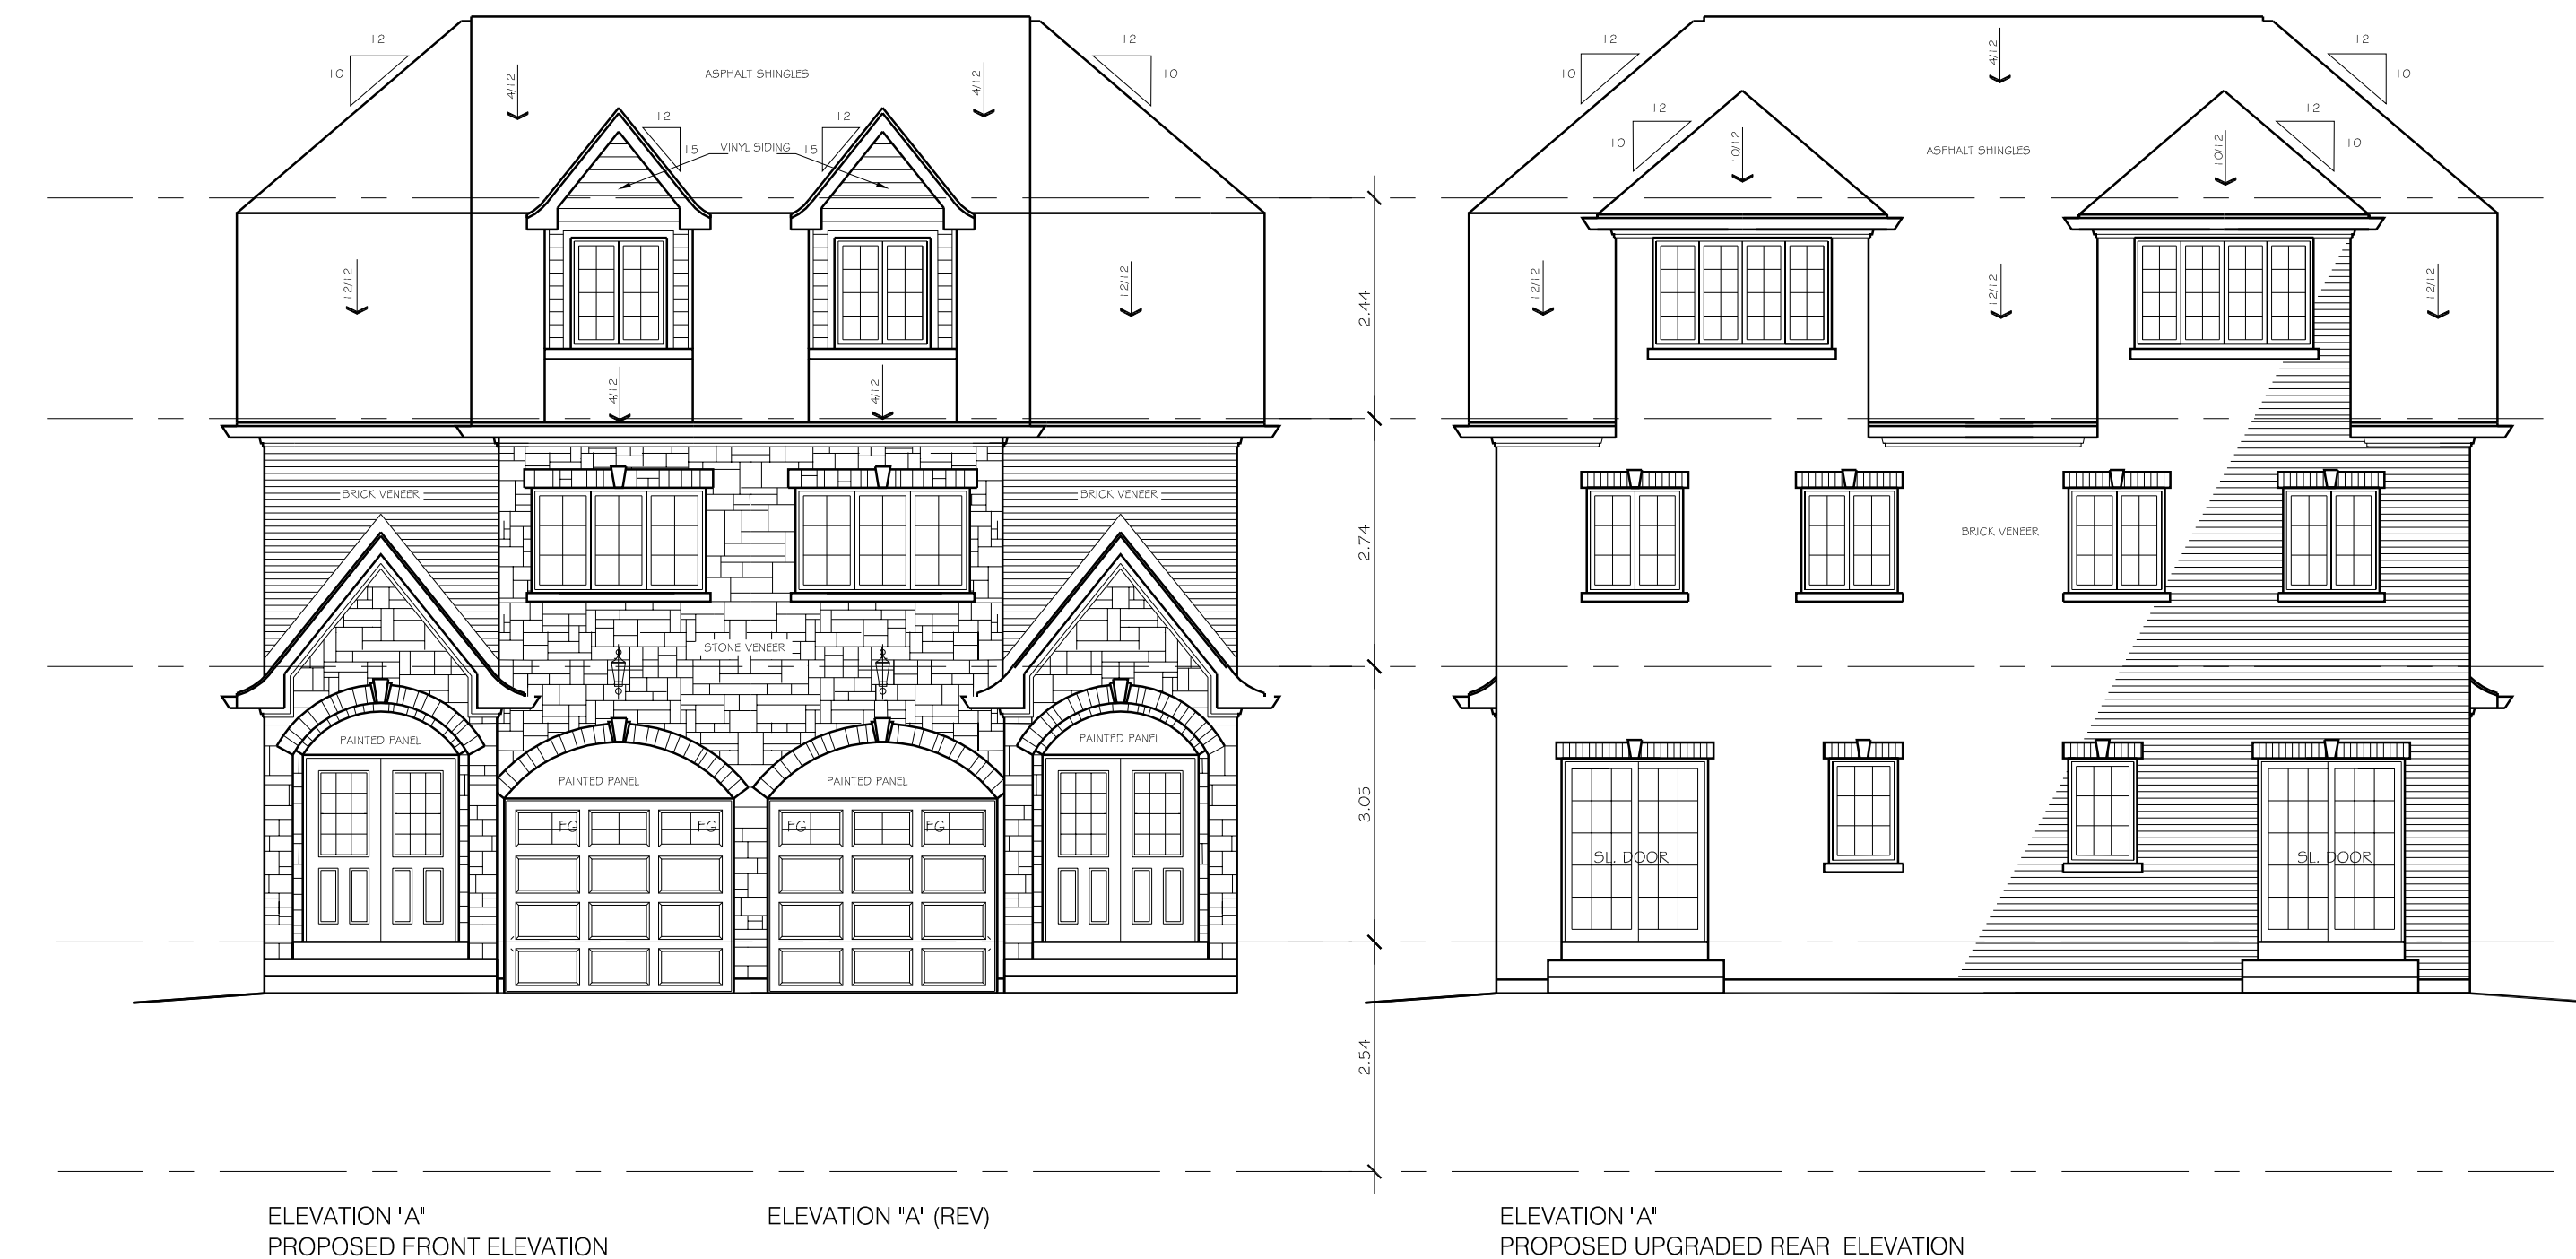 12
12
12
12
10
ASPHALT SHINGLES
10
10
4/12
10
4/12
4/12
12
12
12
12
15
VINYL SIDING
15
10
10/12
ASPHALT SHINGLES
10/12
10
12/12
12/12
2.44
12/12
12/12
12/12
4/12
4/12
BRICK VENEER
BRICK VENEER
2.74
BRICK VENEER
STONE VENEER
PAINTED PANEL
PAINTED PANEL
PAINTED PANEL
PAINTED PANEL
FG
FG
FG
FG
3.05
SL. DOOR
SL. DOOR
2.54
ELEVATION "A"
PROPOSED FRONT ELEVATION
ELEVATION "A" (REV)
ELEVATION "A"
PROPOSED UPGRADED REAR ELEVATION